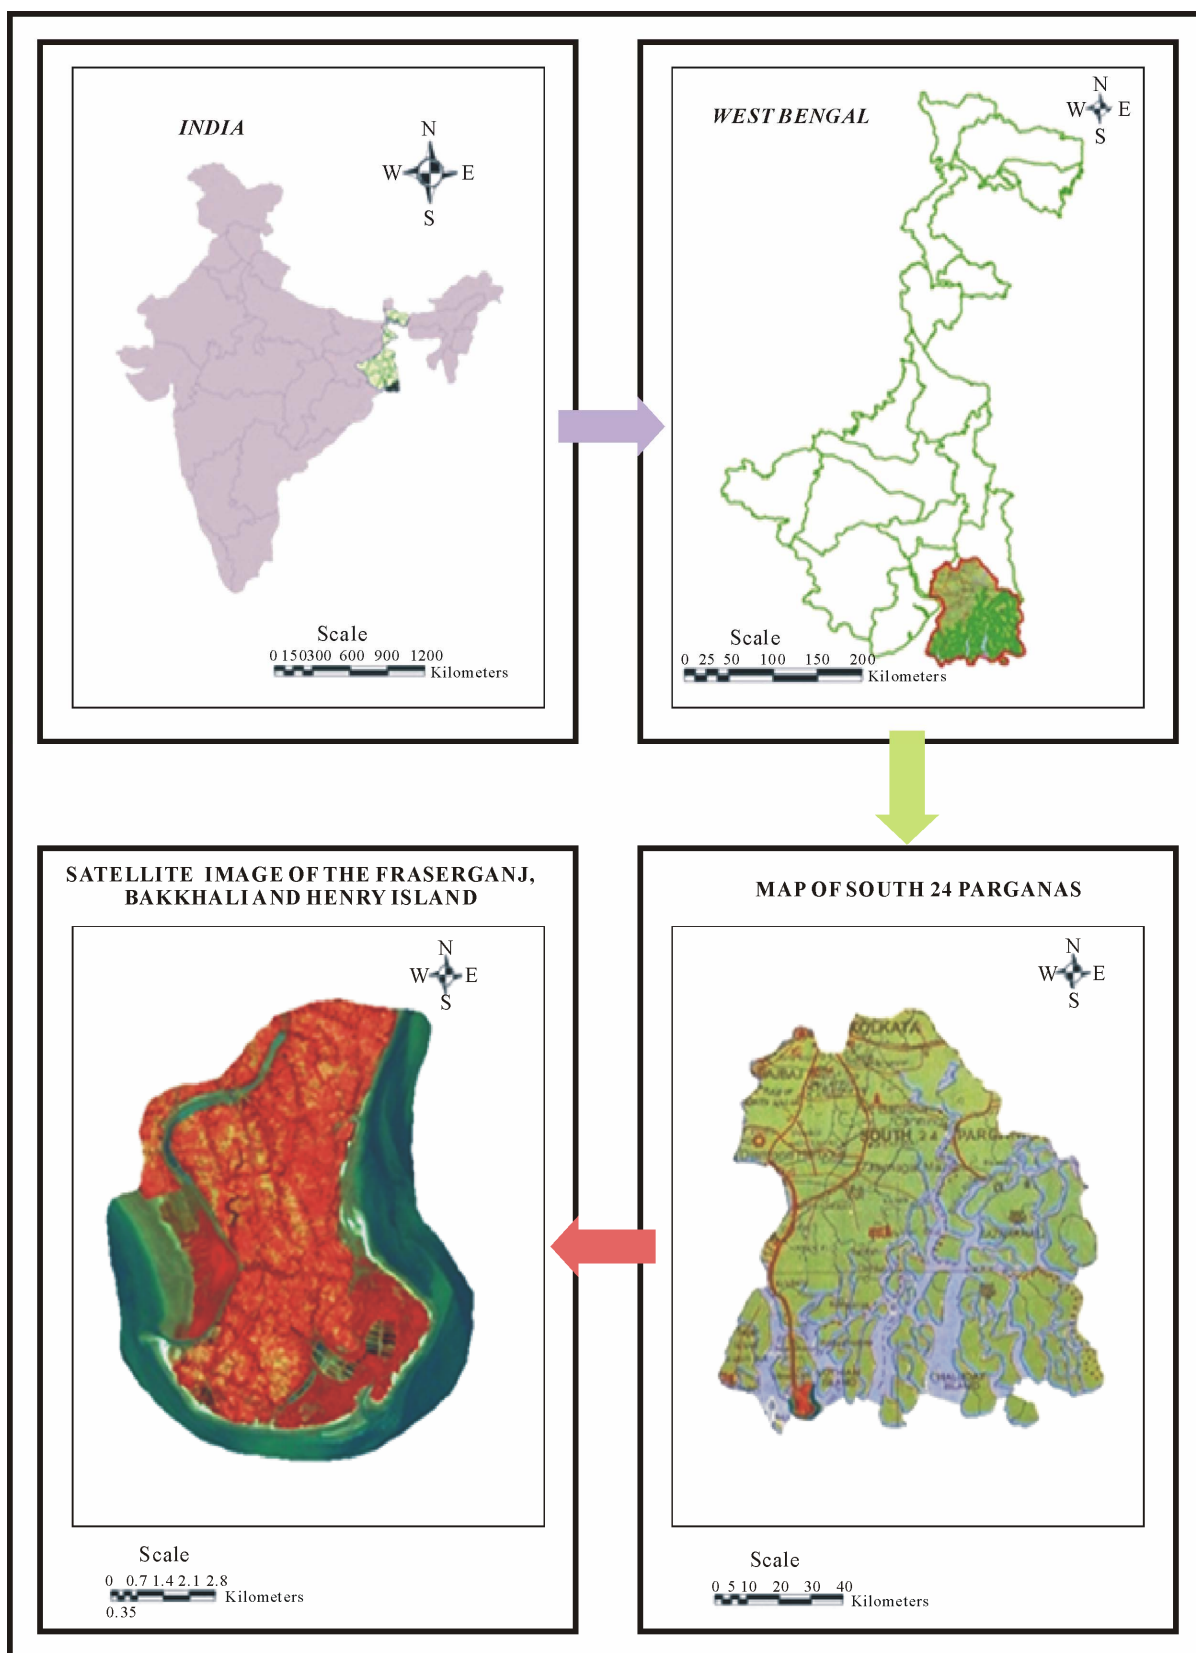 INDIA
N
W E
S
Scale
0 150300 600 900 1200
Kilometers
WEST BENGAL
N
W E
S
Scale
0 25 50 100 150 200
Kilometers
SATELLITE IMAGE OF THE FRASERGANJ,
BAKKHALI AND HENRY ISLAND
N
W E
S
Scale
0 0.7 1.4 2.1 2.8
Kilometers
0.35
MAP OF SOUTH 24 PARGANAS
N
W E
S
KOLKATA
SOUTH 24 PARG
Scale
0 5 10 20 30 40
Kilometers